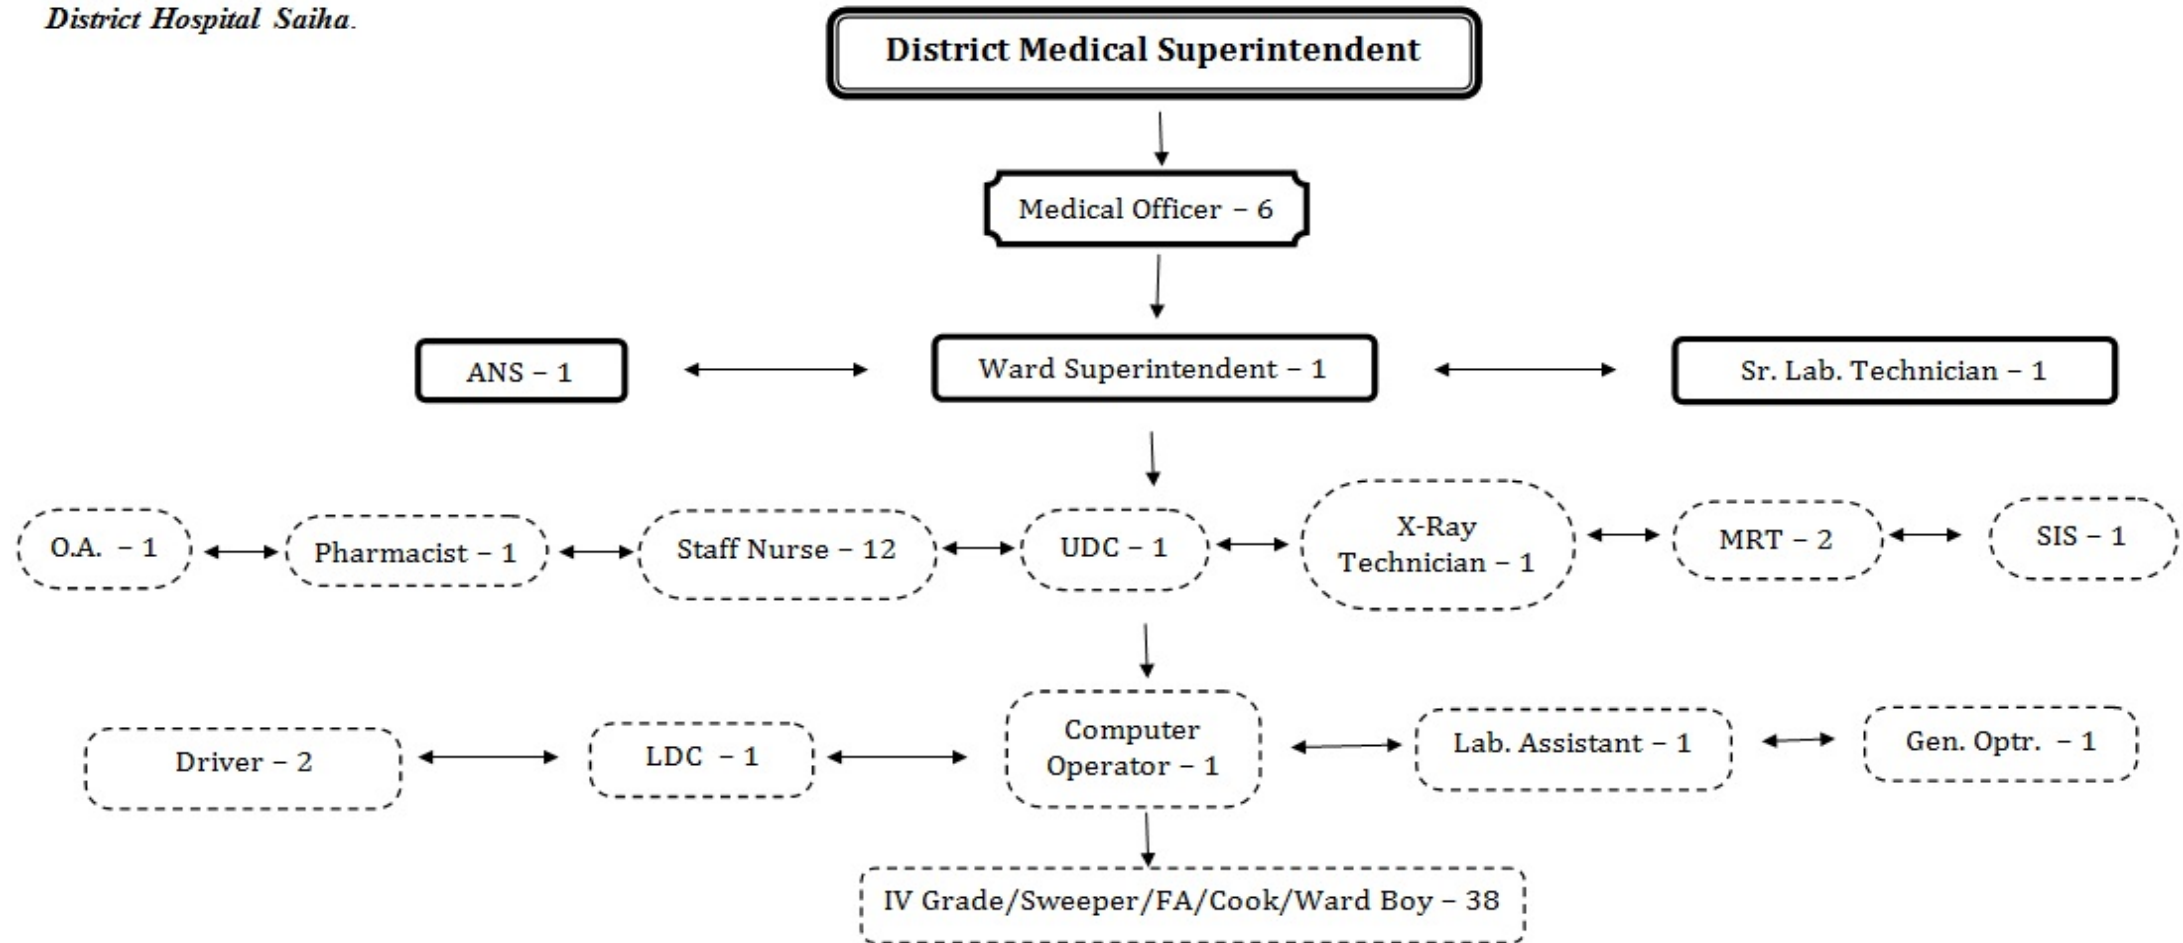 District Hospital Saiha.
District Medical Superintendent
Medical Officer – 6
ANS – 1
Ward Superintendent – 1
Sr. Lab. Technician – 1
O.A. – 1
Pharmacist – 1
Staff Nurse – 12
UDC – 1
X-Ray
Technician – 1
MRT – 2
SIS – 1
Driver – 2
LDC – 1
Computer
Operator – 1
Lab. Assistant – 1
Gen. Optr. – 1
IV Grade/Sweeper/FA/Cook/Ward Boy – 38